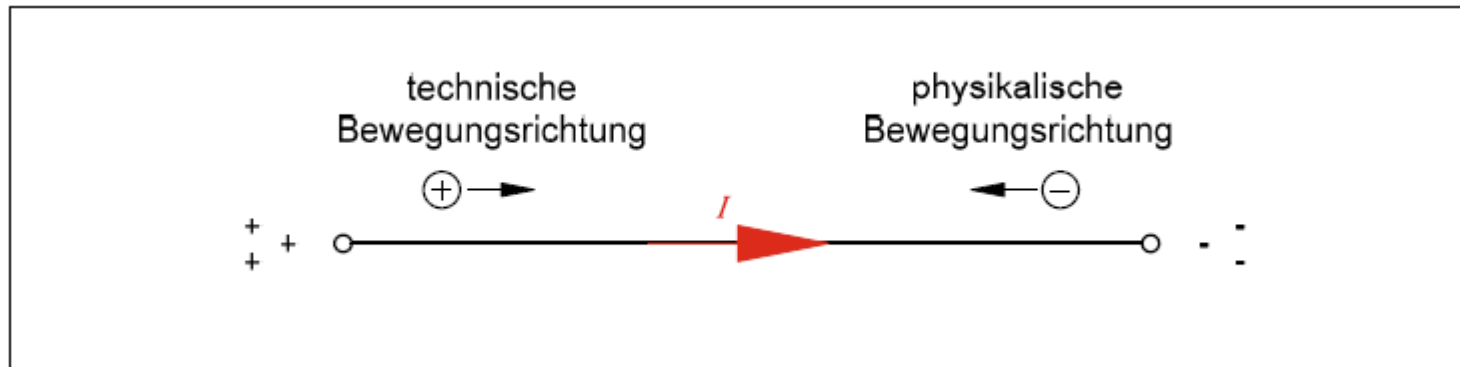 technische
Bewegungsrichtung
physikalische
Bewegungsrichtung
+
-
I
+
+
+
-
-
-